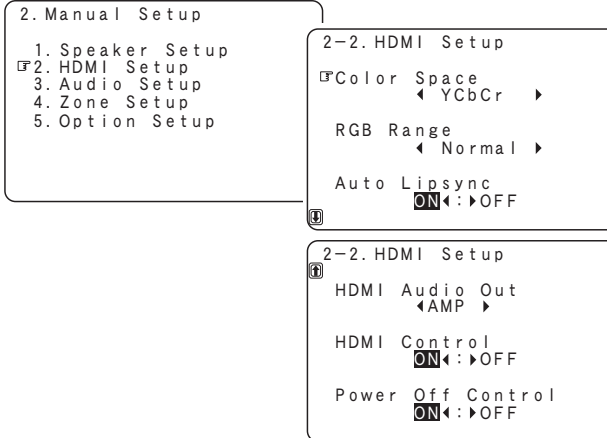 2. Manual Setup
1. Speaker Setup
☞2. HDMI Setup
3. Audio Setup
4. Zone Setup
5. Option Setup
2-2. HDMI Setup
☞Color Space
◀ YCbCr ▶
RGB Range
◀ Normal ▶
Auto Lipsync
ON◀:▶OFF
2-2. HDMI Setup
HDMI Audio Out
◀AMP ▶
HDMI Control
ON◀:▶OFF
Power Off Control
ON◀:▶OFF